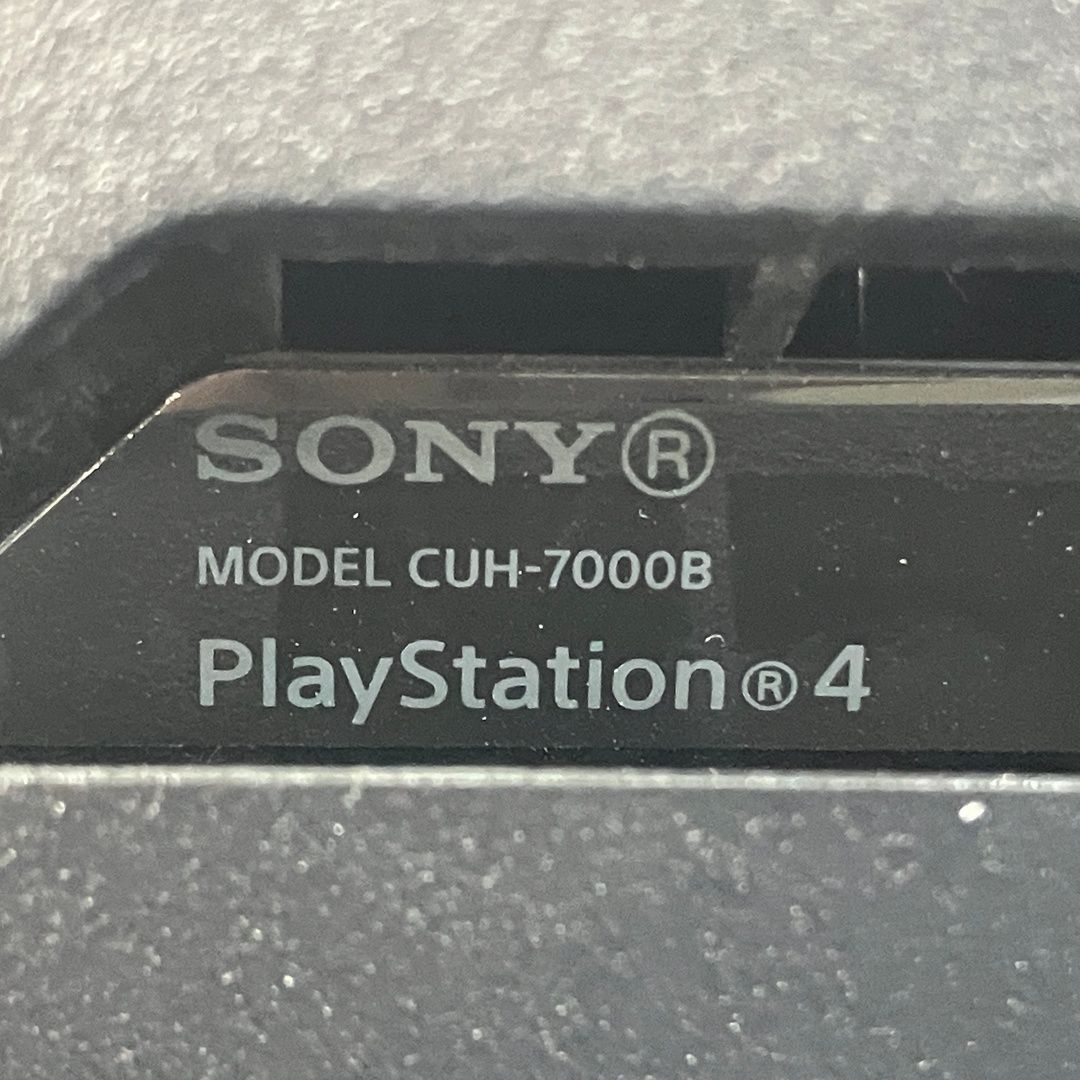 SONY®
MODEL CUH-7000B
PlayStation®4